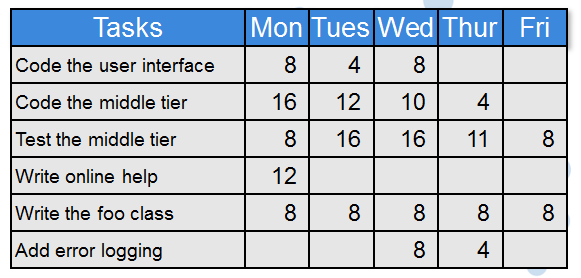 Tasks Mon Tues Wed Thur Fri
Code the user interface 8 4 8
Code the middle tier 16 12 10 4
Test the middle tier 8 16 16 11 8
Write online help 12
Write the foo class 8 8 8 8 8
Add error logging 8 4